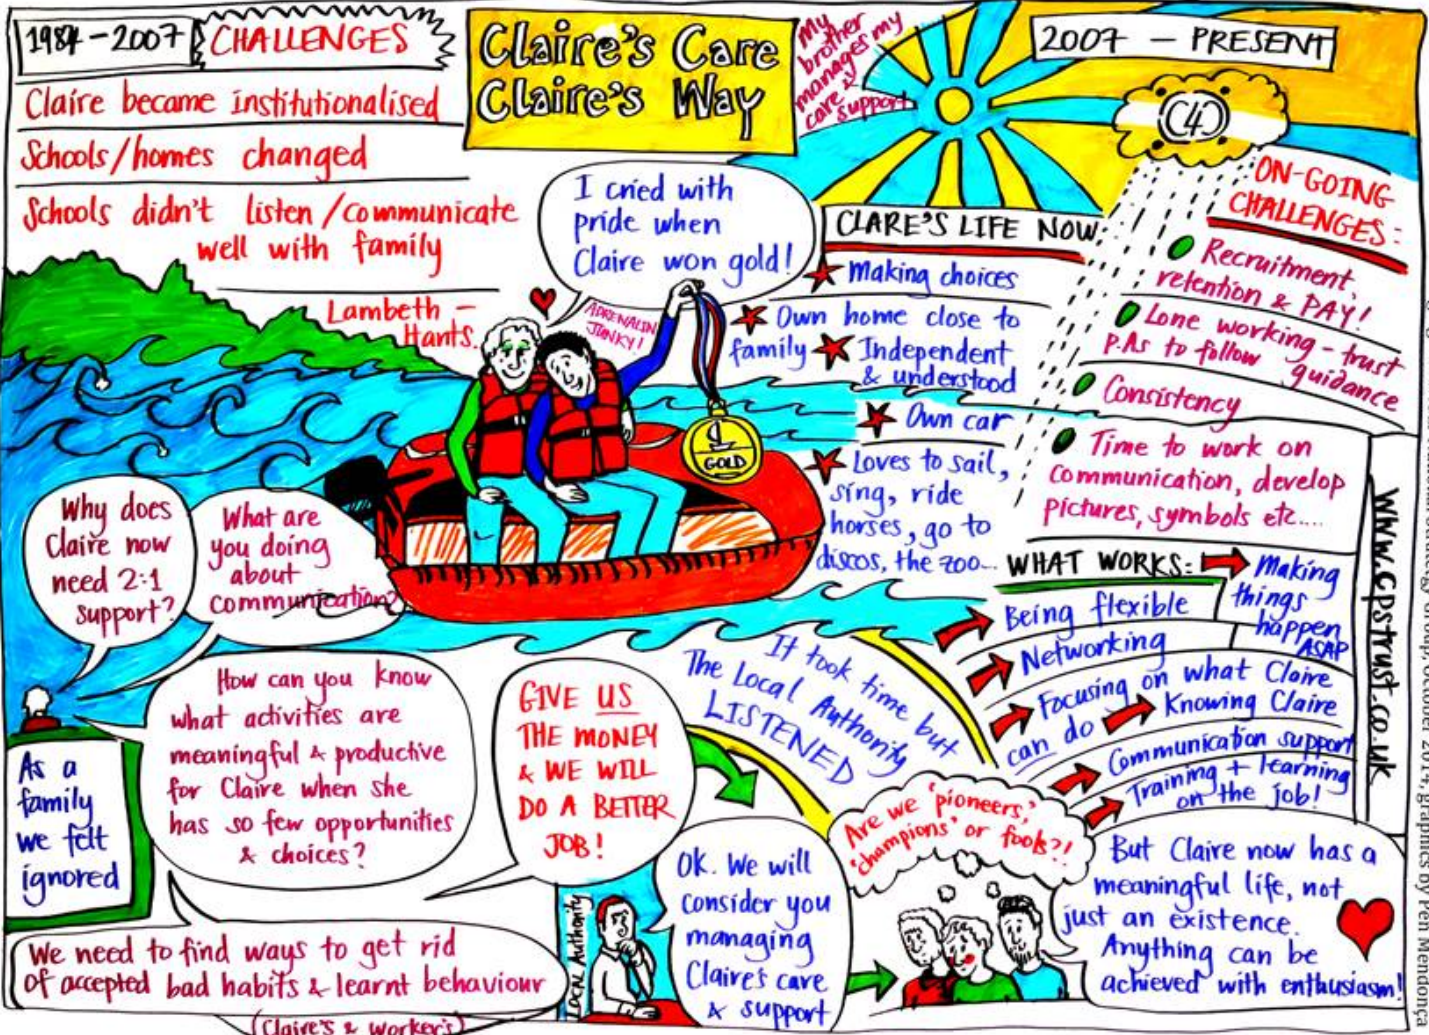 1984 - 2007
CHALLENGES
Claire became institutionalised
Schools/homes changed
Schools didn't listen/communicate
well with family
Lambeth -
Hants.
Claire's Care
Claire's Way
My
brother
manages my
care &
support
2007 - PRESENT
C4C
I cried with
pride when
Claire won gold!
ADRENALIN
JUNKY!
GOLD
CLARE'S LIFE NOW:
Making choices
Own home close to
family
Independent
& understood
Own car
Loves to sail,
sing, ride
horses, go to
discos, the zoo...
ON-GOING
CHALLENGES:
Recruitment,
retention & PAY!
Lone working - trust
P.As to follow guidance
Consistency
Time to work on
communication, develop
pictures, symbols etc....
WHAT WORKS:
Making
things
happen
ASAP
Being flexible
Networking
Focusing on what Claire
can do
Knowing Claire
Communication support
Training + learning
on the job!
www.cpstrust.co.uk
Why does
Claire now
need 2:1
support?
What are
you doing
about
communication?
How can you know
what activities are
meaningful & productive
for Claire when she
has so few opportunities
& choices?
As a
family
we felt
ignored
We need to find ways to get rid
of accepted bad habits & learnt behaviour
(Claire's & worker's)
GIVE US
THE MONEY
& WE WILL
DO A BETTER
JOB!
It took time but
The Local Authority
LISTENED
LOCAL AUTHORITY
OK. We will
consider you
managing
Claire's care
& support
Are we 'pioneers,'
'champions' or fools?!
But Claire now has a
meaningful life, not
just an existence.
Anything can be
achieved with enthusiasm!
Group, October 2014, graphics by Pen Mendonça